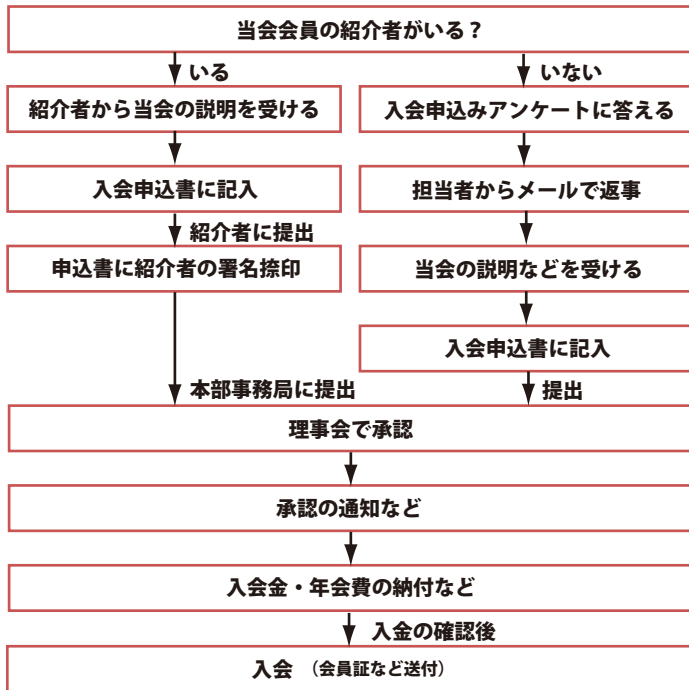 当会会員の紹介者がいる？
いる
いない
紹介者から当会の説明を受ける
入会申込みアンケートに答える
入会申込書に記入
担当者からメールで返事
紹介者に提出
申込書に紹介者の署名捺印
当会の説明などを受ける
入会申込書に記入
本部事務局に提出
提出
理事会で承認
承認の通知など
入会金・年会費の納付など
入金の確認後
入会 （会員証など送付）